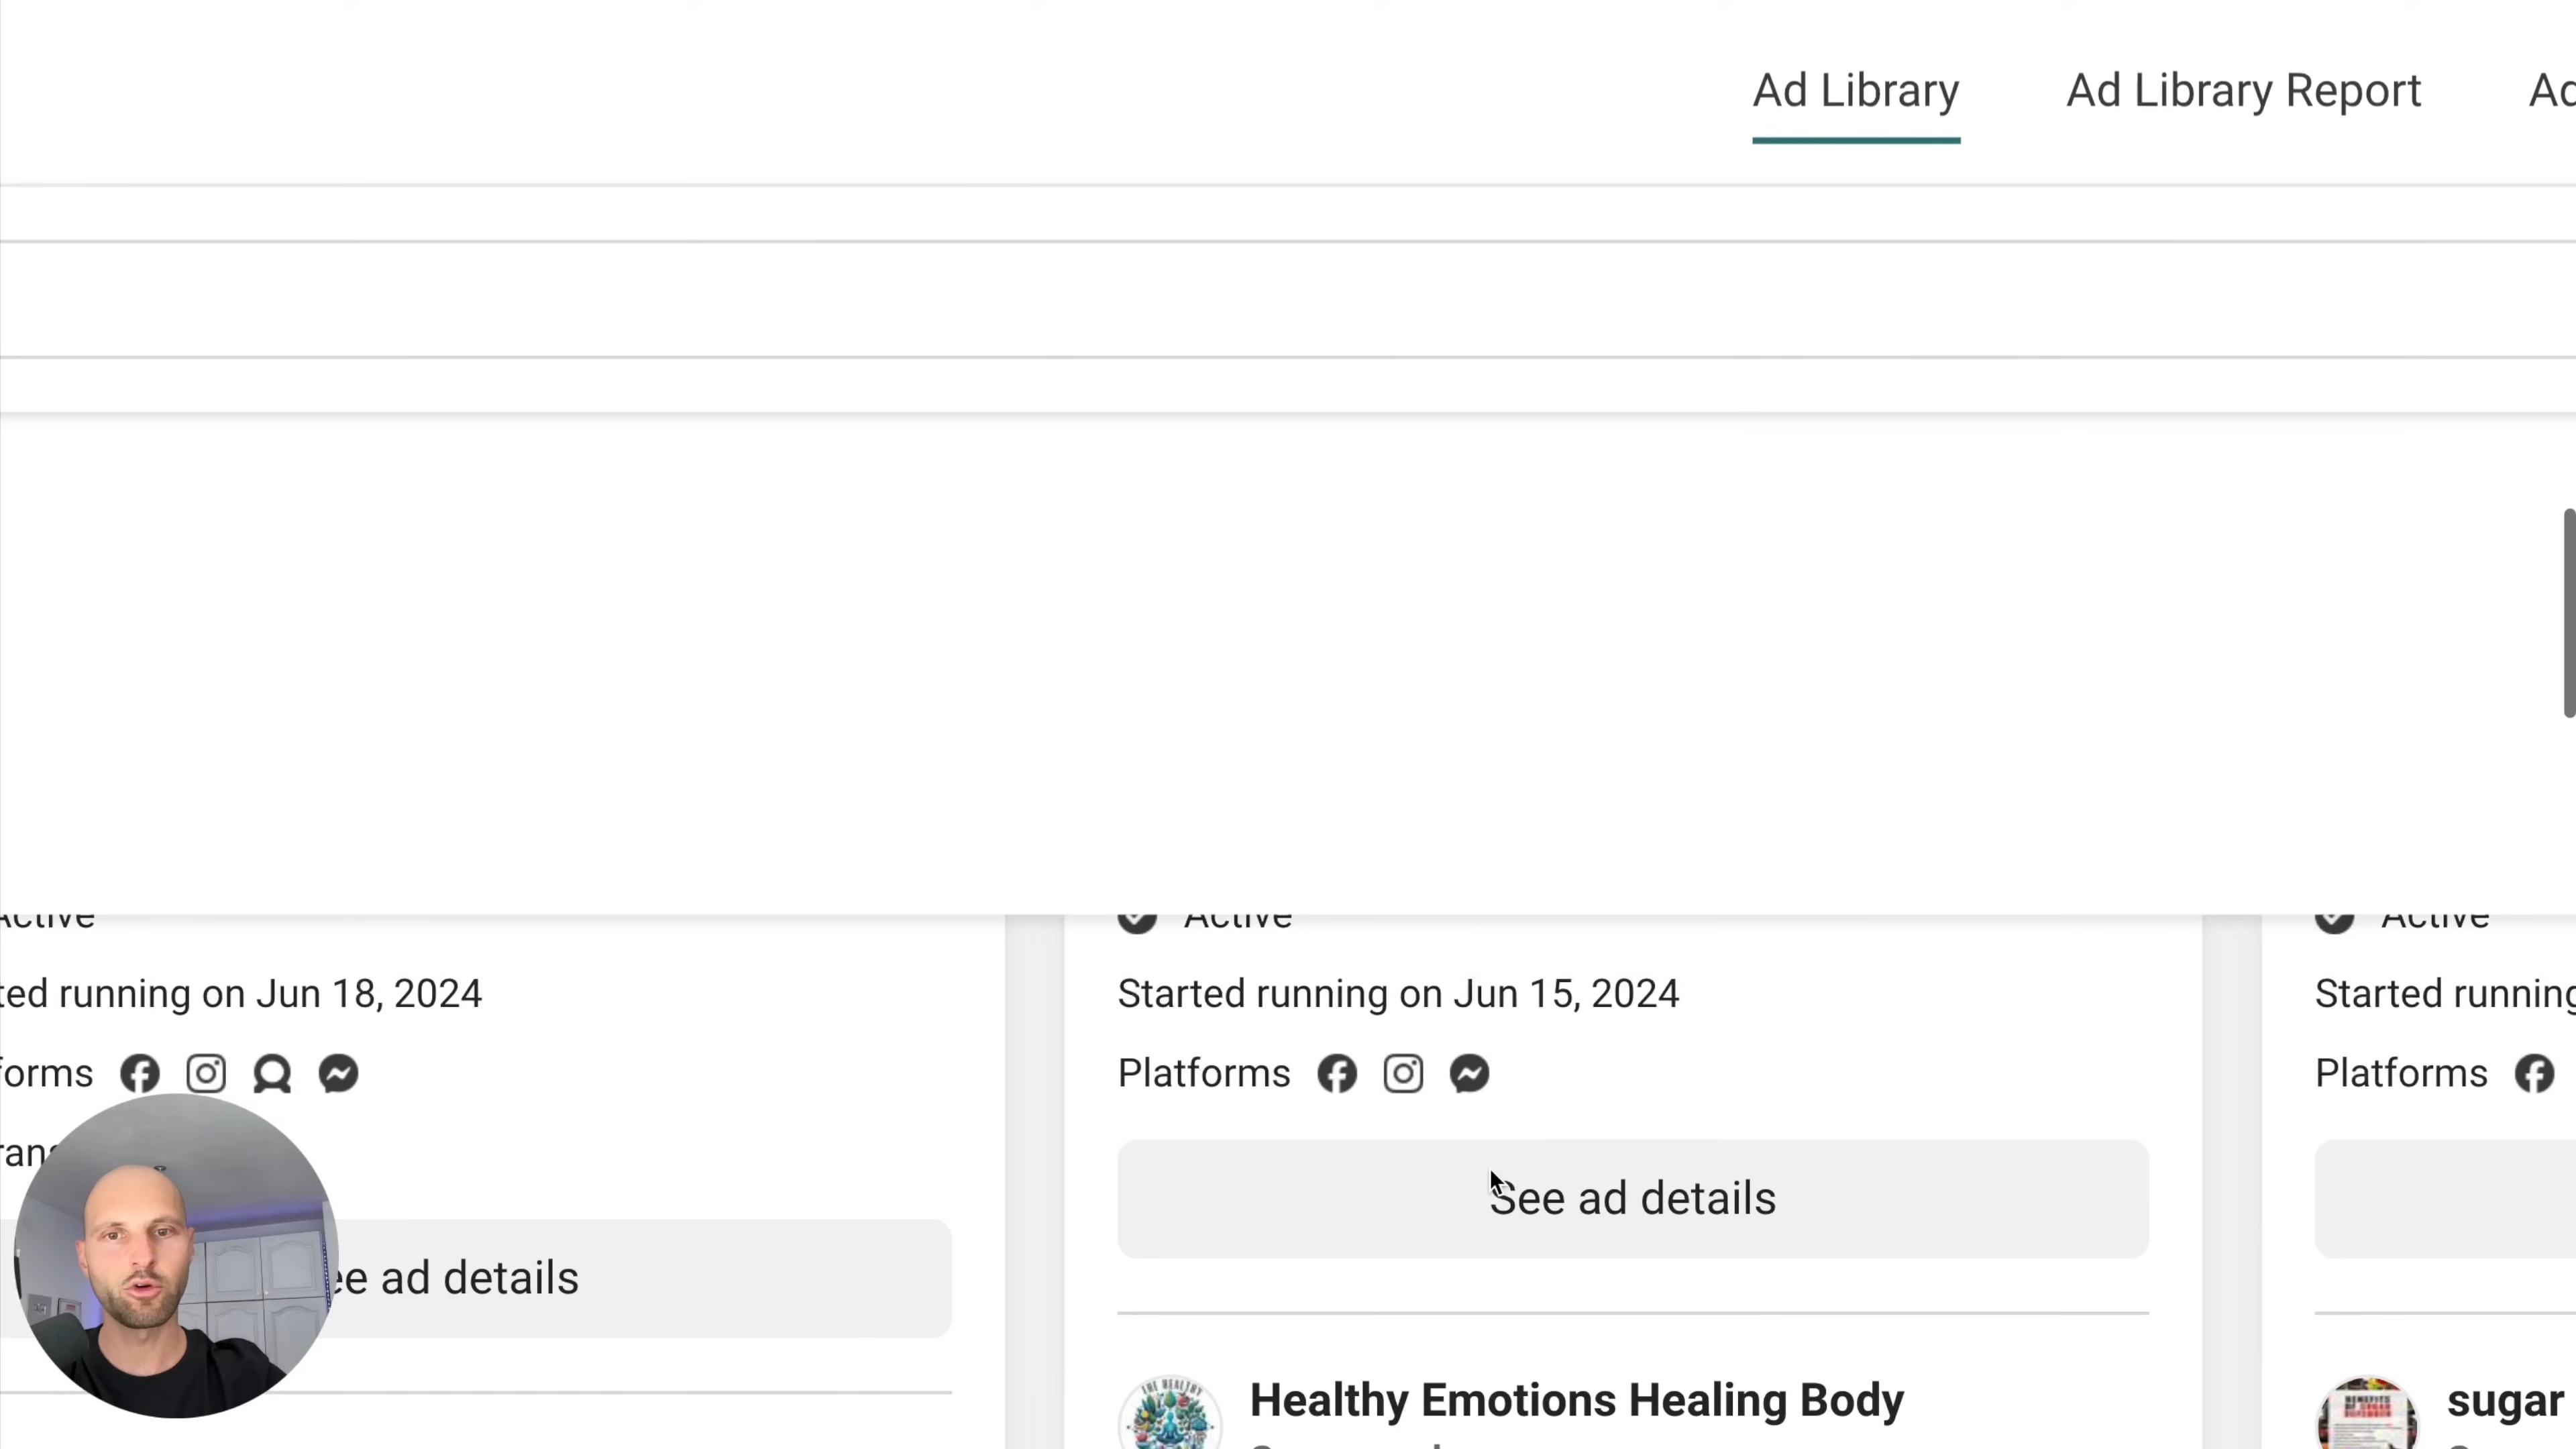 Ad Library
Ad Library Report
Active
Started running on Jun 18, 2024
forms
ee ad details
Active
Started running on Jun 15, 2024
Platforms
See ad details
Healthy Emotions Healing Body
Active
Started running
Platforms
sugar